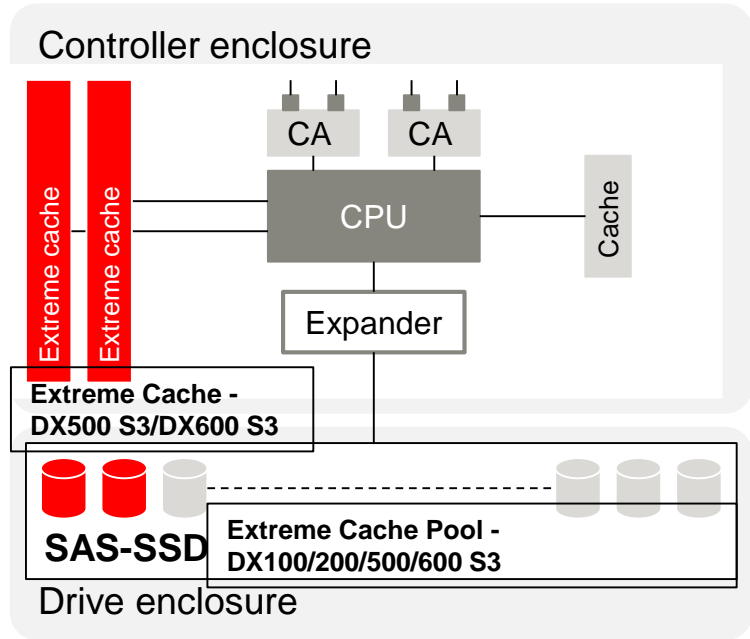 Controller enclosure
CA
CA
Extreme cache
Extreme cache
CPU
Cache
Expander
Extreme Cache -
DX500 S3/DX600 S3
SAS-SSD
Extreme Cache Pool -
DX100/200/500/600 S3
Drive enclosure